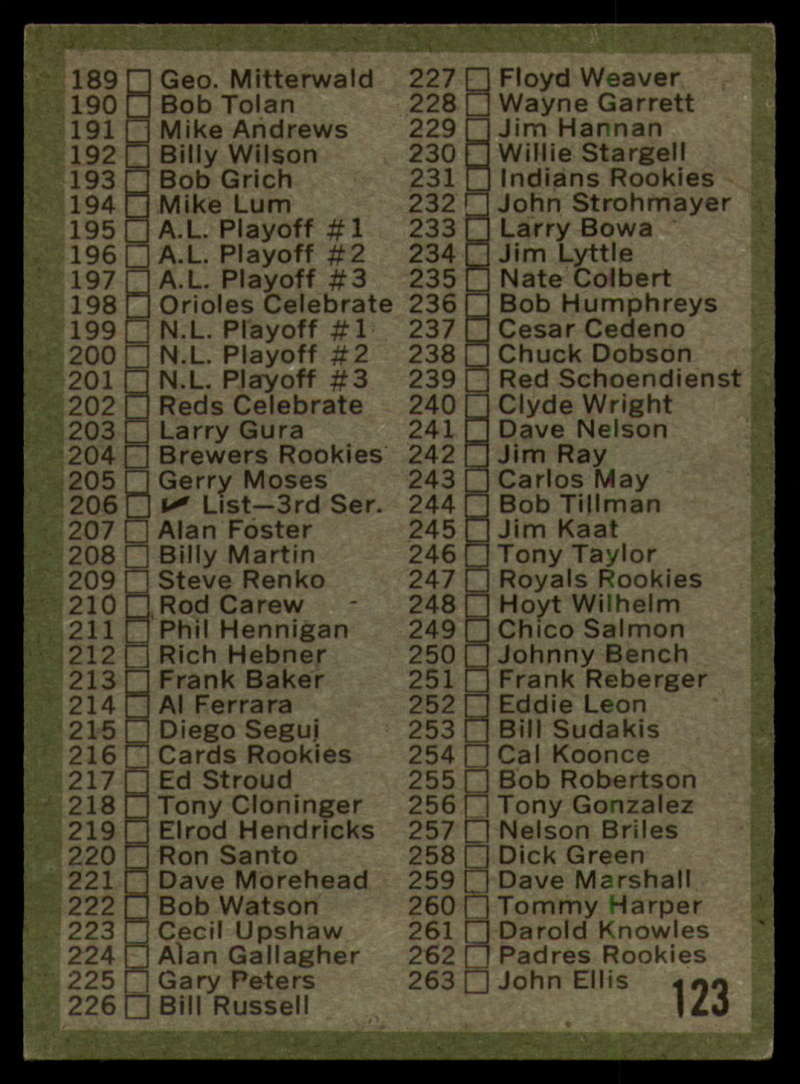 189 Geo. Mitterwald
190 Bob Tolan
191 Mike Andrews
192 Billy Wilson
193 Bob Grich
194 Mike Lum
195 A.L. Playoff #1
196 A.L. Playoff #2
197 A.L. Playoff #3
198 Orioles Celebrate
199 N.L. Playoff #1
200 N.L. Playoff #2
201 N.L. Playoff #3
202 Reds Celebrate
203 Larry Gura
204 Brewers Rookies
205 Gerry Moses
206 ✔ List—3rd Ser.
207 Alan Foster
208 Billy Martin
209 Steve Renko
210 Rod Carew
211 Phil Hennigan
212 Rich Hebner
213 Frank Baker
214 Al Ferrara
215 Diego Segui
216 Cards Rookies
217 Ed Stroud
218 Tony Cloninger
219 Elrod Hendricks
220 Ron Santo
221 Dave Morehead
222 Bob Watson
223 Cecil Upshaw
224 Alan Gallagher
225 Gary Peters
226 Bill Russell
227 Floyd Weaver
228 Wayne Garrett
229 Jim Hannan
230 Willie Stargell
231 Indians Rookies
232 John Strohmayer
233 Larry Bowa
234 Jim Lyttle
235 Nate Colbert
236 Bob Humphreys
237 Cesar Cedeno
238 Chuck Dobson
239 Red Schoendienst
240 Clyde Wright
241 Dave Nelson
242 Jim Ray
243 Carlos May
244 Bob Tillman
245 Jim Kaat
246 Tony Taylor
247 Royals Rookies
248 Hoyt Wilhelm
249 Chico Salmon
250 Johnny Bench
251 Frank Reberger
252 Eddie Leon
253 Bill Sudakis
254 Cal Koonce
255 Bob Robertson
256 Tony Gonzalez
257 Nelson Briles
258 Dick Green
259 Dave Marshall
260 Tommy Harper
261 Darold Knowles
262 Padres Rookies
263 John Ellis
123